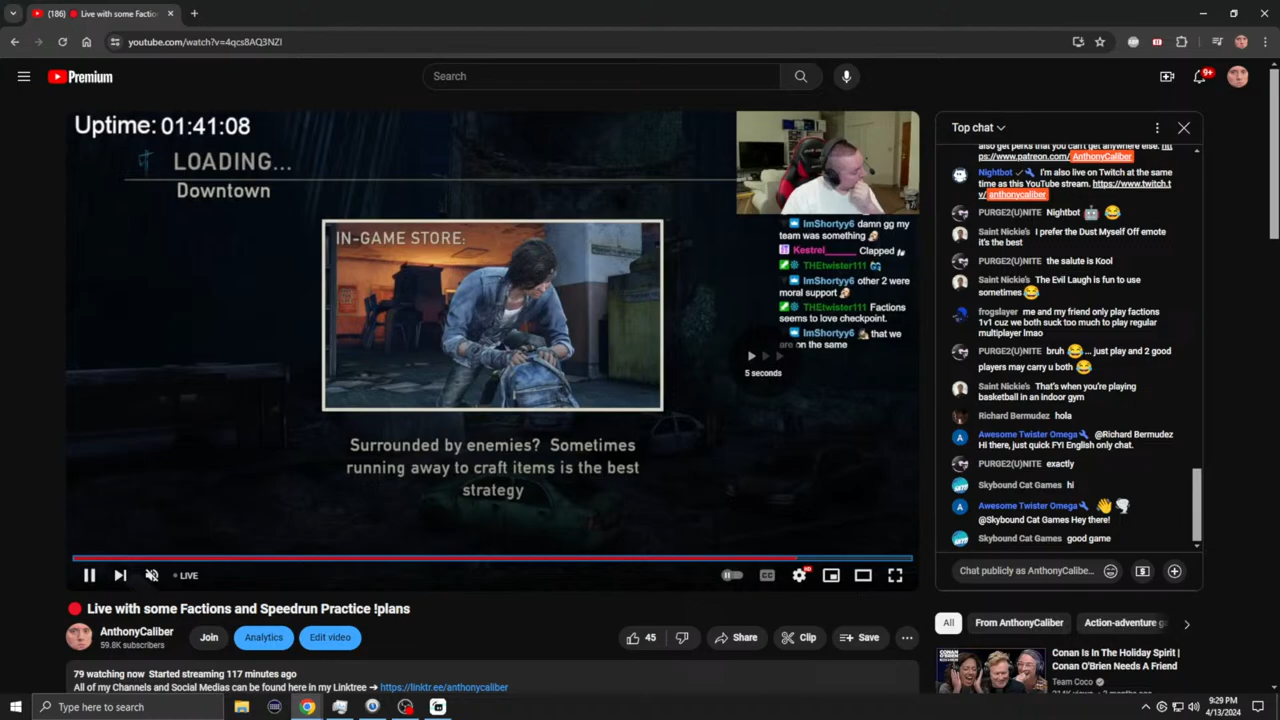 (186) 🔴 Live with some Faction
youtube.com/watch?v=4qcs8AQ3NZI
Premium
Search
9+
Uptime: 01:41:08
LOADING...
Downtown
IN-GAME STORE:
Surrounded by enemies? Sometimes
running away to craft items is the best
strategy
ImShortyy6 damn gg my
team was something
Kestrel______ Clapped
THEtwister111
ImShortyy6 other 2 were
moral support
THEtwister111 Factions
seems to love checkpoint.
ImShortyy6 that we
are on the same
5 seconds
LIVE
CC
HD
Top chat
also get perks that you can't get anywhere else. htt
ps://www.patreon.com/AnthonyCaliber
Nightbot I'm also live on Twitch at the same
time as this YouTube stream. https://www.twitch.t
v/anthonycaliber
PURGE2(U)NITE Nightbot 🤖 😂
Saint Nickie's I prefer the Dust Myself Off emote
it's the best
PURGE2(U)NITE the salute is Kool
Saint Nickie's The Evil Laugh is fun to use
sometimes 😂
frogslayer me and my friend only play factions
1v1 cuz we both suck too much to play regular
multiplayer lmao
PURGE2(U)NITE bruh 😂 ... just play and 2 good
players may carry u both 😂
Saint Nickie's That's when you're playing
basketball in an indoor gym
Richard Bermudez hola
A Awesome Twister Omega @Richard Bermudez
Hi there, just quick FYI English only chat.
PURGE2(U)NITE exactly
Skybound Cat Games hi
A Awesome Twister Omega 👋 🌪
@Skybound Cat Games Hey there!
Skybound Cat Games good game
Chat publicly as AnthonyCalibe...
🔴 Live with some Factions and Speedrun Practice !plans
AnthonyCaliber
59.8K subscribers
Join
Analytics
Edit video
45
Share
Clip
Save
79 watching now Started streaming 117 minutes ago
All of my Channels and Social Medias can be found here in my Linktree ➔ https://linktr.ee/anthonycaliber
All
From AnthonyCaliber
Action-adventure g
Conan Is In The Holiday Spirit |
Conan O'Brien Needs A Friend
Team Coco
Type here to search
9:29 PM
4/13/2024